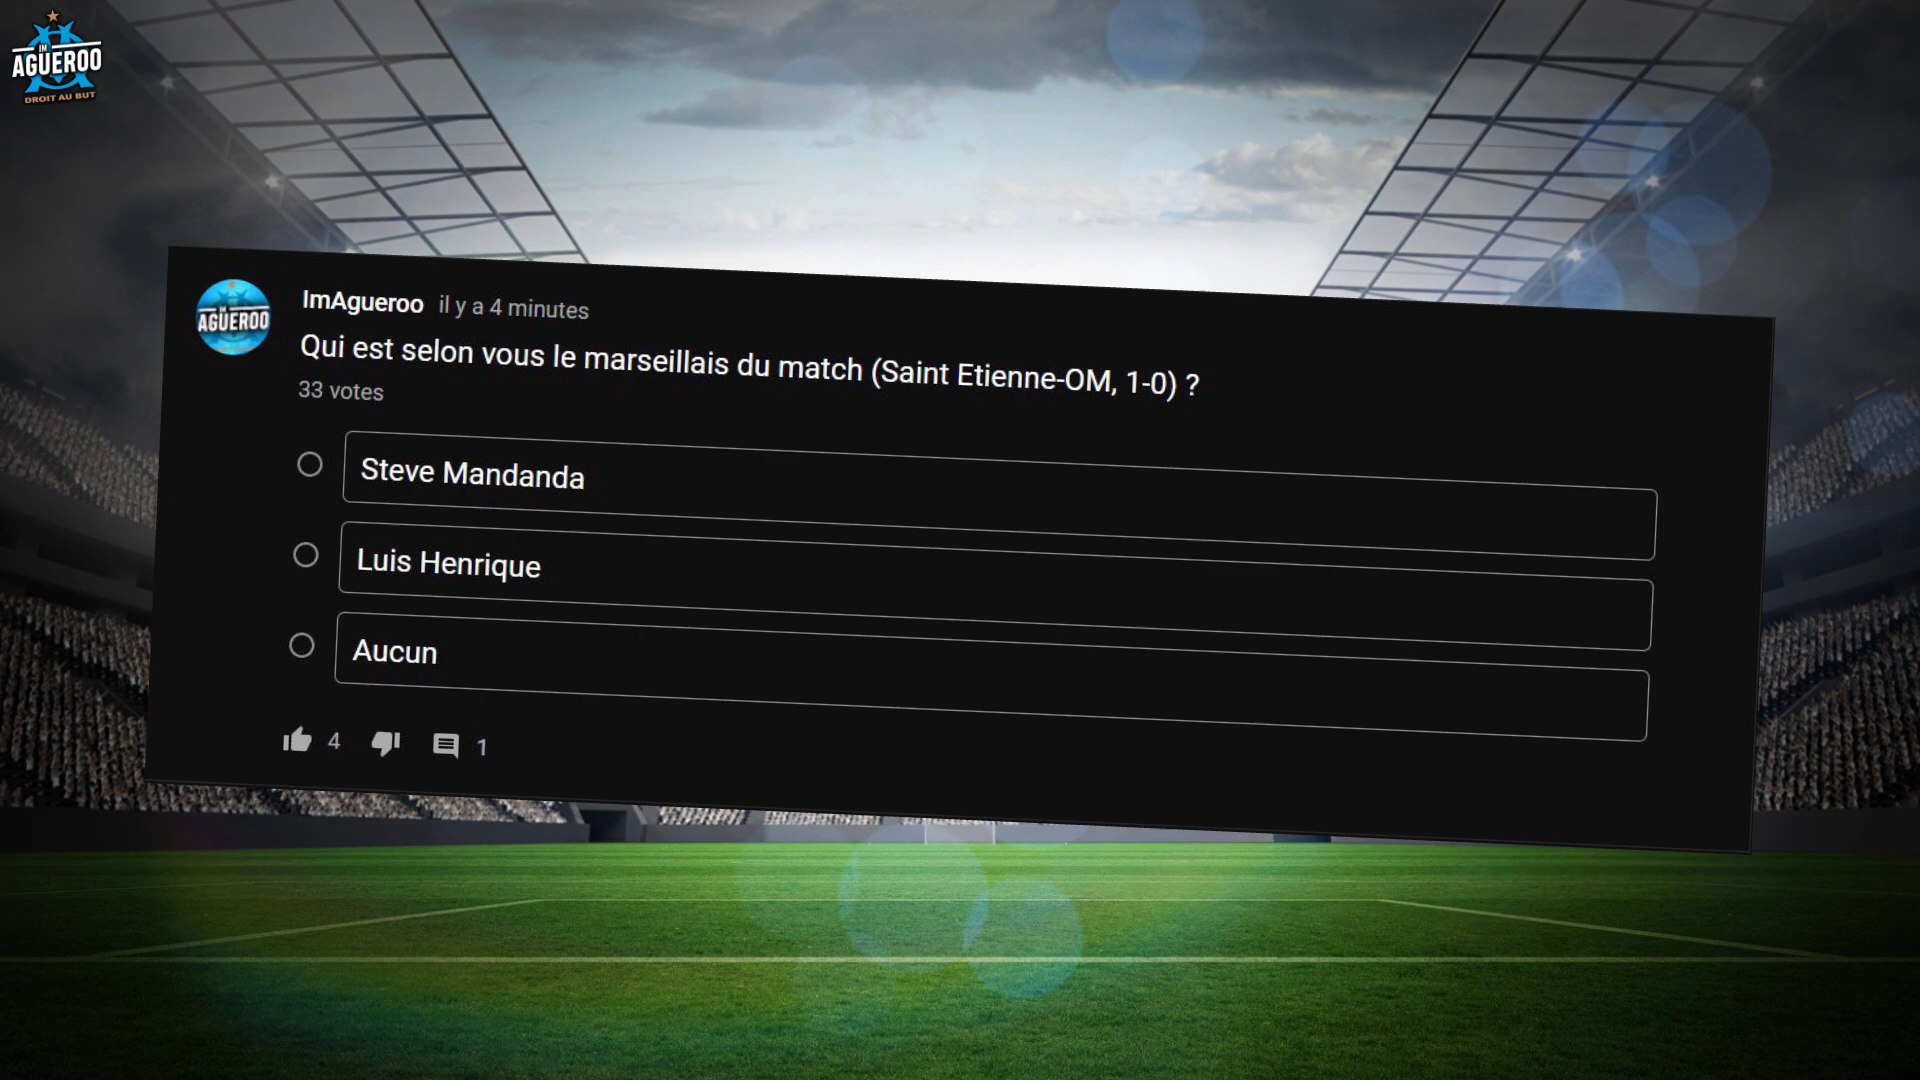 IM
AGUEROO
DROIT AU BUT
AGUEROO
ImAgueroo il y a 4 minutes
Qui est selon vous le marseillais du match (Saint Etienne-OM, 1-0) ?
33 votes
Steve Mandanda
Luis Henrique
Aucun
4 1